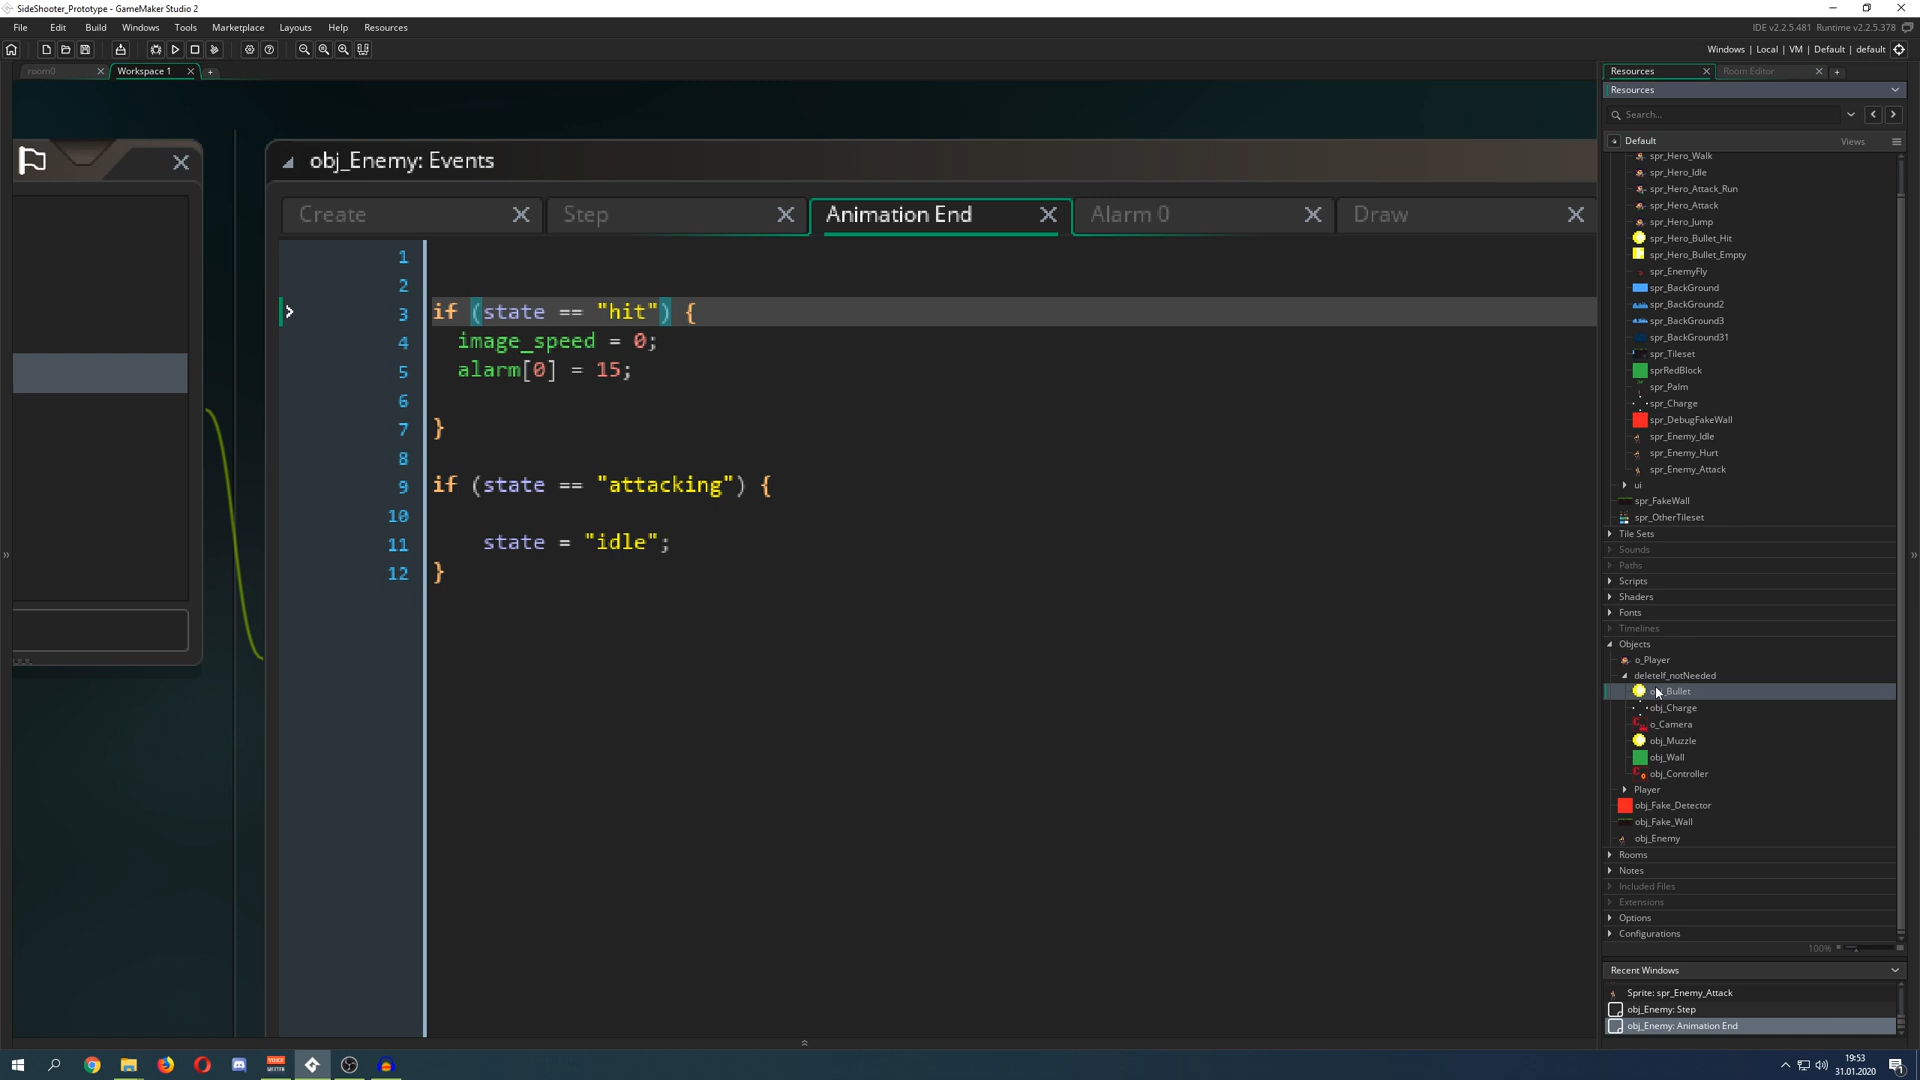 SideShooter_Prototype - GameMaker Studio 2
File Edit Build Windows Tools Marketplace Layouts Help Resources
IDE v2.2.5.481 Runtime v2.2.5.378
Windows | Local | VM | Default | default
room0
Workspace 1
obj_Enemy: Events
Create
Step
Animation End
Alarm 0
Draw
1
2
3 if (state == "hit") {
4 image_speed = 0;
5 alarm[0] = 15;
6
7 }
8
9 if (state == "attacking") {
10
11 state = "idle";
12 }
Resources
Room Editor
Resources
Search...
Default
Views
spr_Hero_Walk
spr_Hero_Idle
spr_Hero_Attack_Run
spr_Hero_Attack
spr_Hero_Jump
spr_Hero_Bullet_Hit
spr_Hero_Bullet_Empty
spr_EnemyFly
spr_BackGround
spr_BackGround2
spr_BackGround3
spr_BackGround31
spr_Tileset
sprRedBlock
spr_Palm
spr_Charge
spr_DebugFakeWall
spr_Enemy_Idle
spr_Enemy_Hurt
spr_Enemy_Attack
ui
spr_FakeWall
spr_OtherTileset
Tile Sets
Sounds
Paths
Scripts
Shaders
Fonts
Timelines
Objects
o_Player
deleteIf_notNeeded
obj_Bullet
obj_Charge
o_Camera
obj_Muzzle
obj_Wall
obj_Controller
Player
obj_Fake_Detector
obj_Fake_Wall
obj_Enemy
Rooms
Notes
Included Files
Extensions
Options
Configurations
100%
Recent Windows
Sprite: spr_Enemy_Attack
obj_Enemy: Step
obj_Enemy: Animation End
19:53
31.01.2020